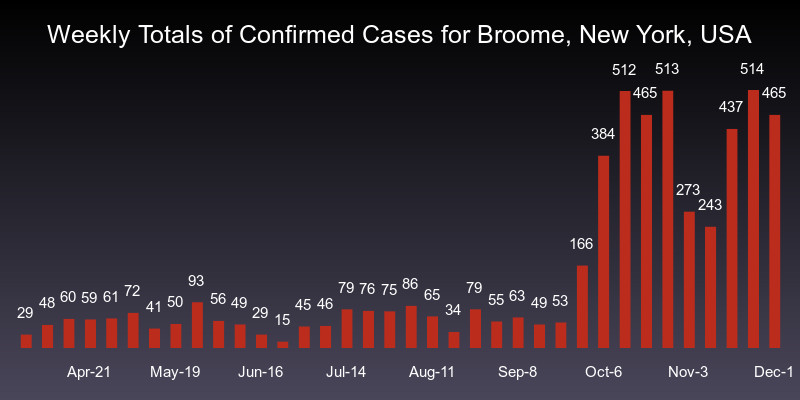 Weekly Totals of Confirmed Cases for Broome, New York, USA
29 48 60 59 61 72 41 50 93 56 49 29 15 45 46 79 76 75 86 65 34 79 55 63 49 53 166 384 512 465 513 273 243 437 514 465
Apr-21 May-19 Jun-16 Jul-14 Aug-11 Sep-8 Oct-6 Nov-3 Dec-1